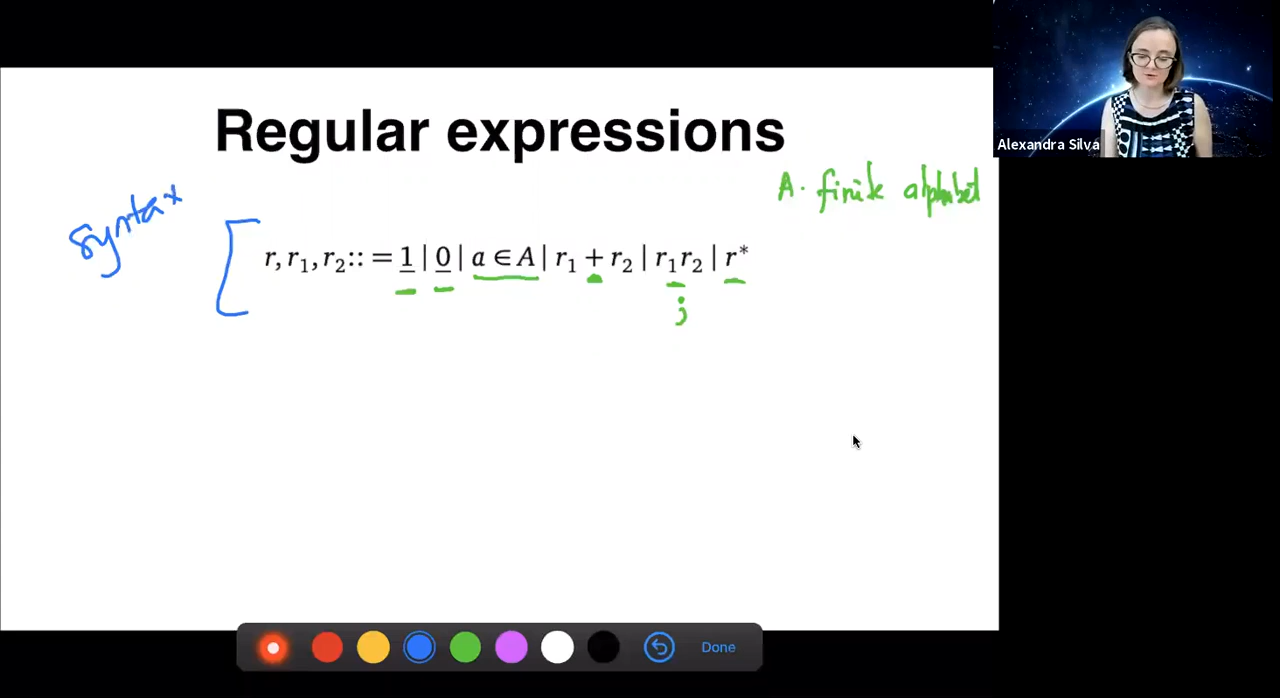 Regular expressions
Alexandra Silva
A. finite alphabet
syntax
r, r₁, r₂:: = 1 | 0 | a ∈ A | r₁ + r₂ | r₁r₂ | r*
;
Done